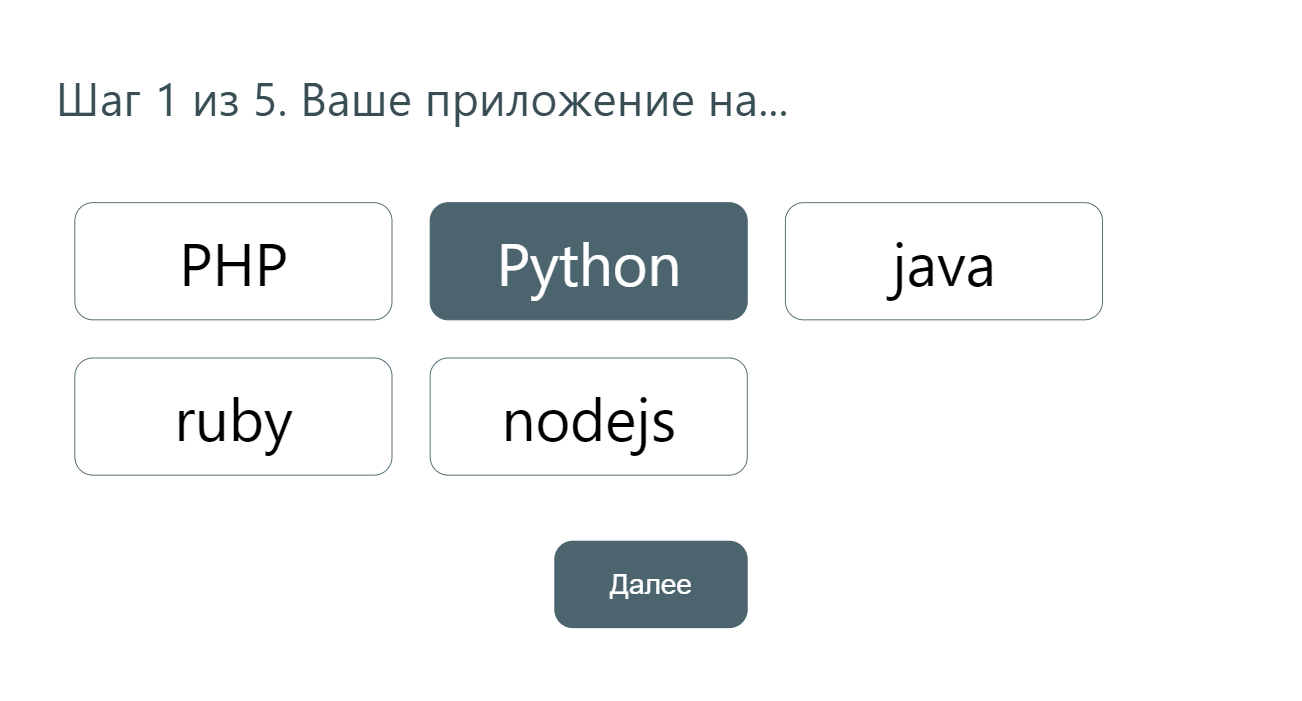 Шаг 1 из 5. Ваше приложение на...
PHP
Python
java
ruby
nodejs
Далее